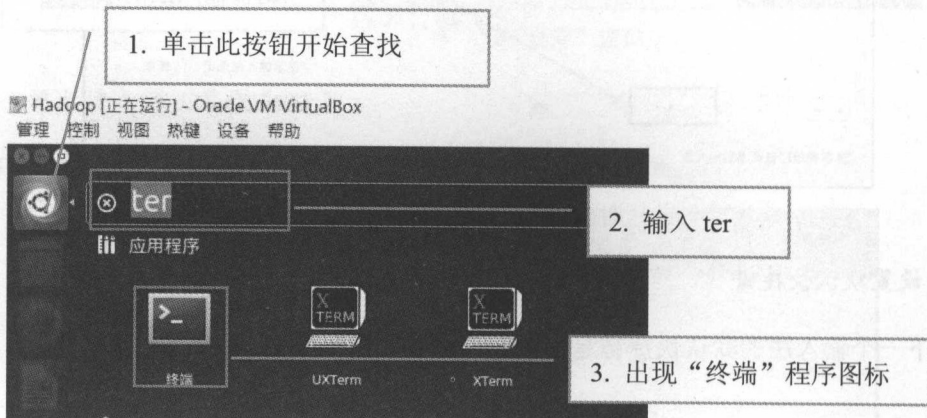 1. 单击此按钮开始查找
Hadoop [正在运行] - Oracle VM VirtualBox
管理 控制 视图 热键 设备 帮助
ter
2. 输入 ter
应用程序
X
TERM
X
TERM
终端
UXTerm
XTerm
3. 出现“终端”程序图标